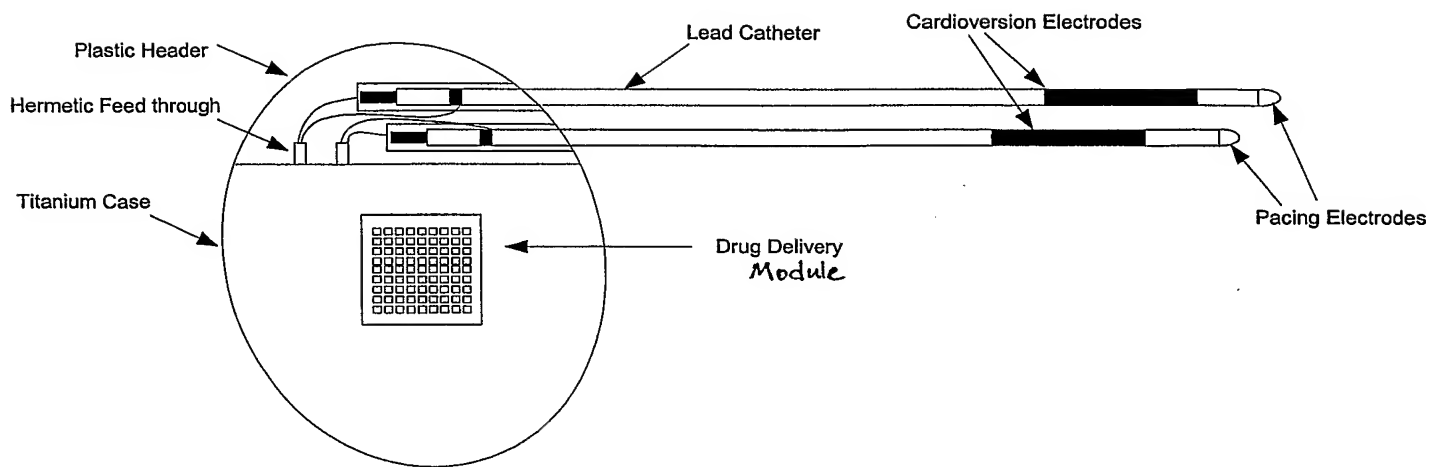 Cardioversion Electrodes
Lead Catheter
Plastic Header
Hermetic Feed through
Titanium Case
Pacing Electrodes
Drug Delivery
Module